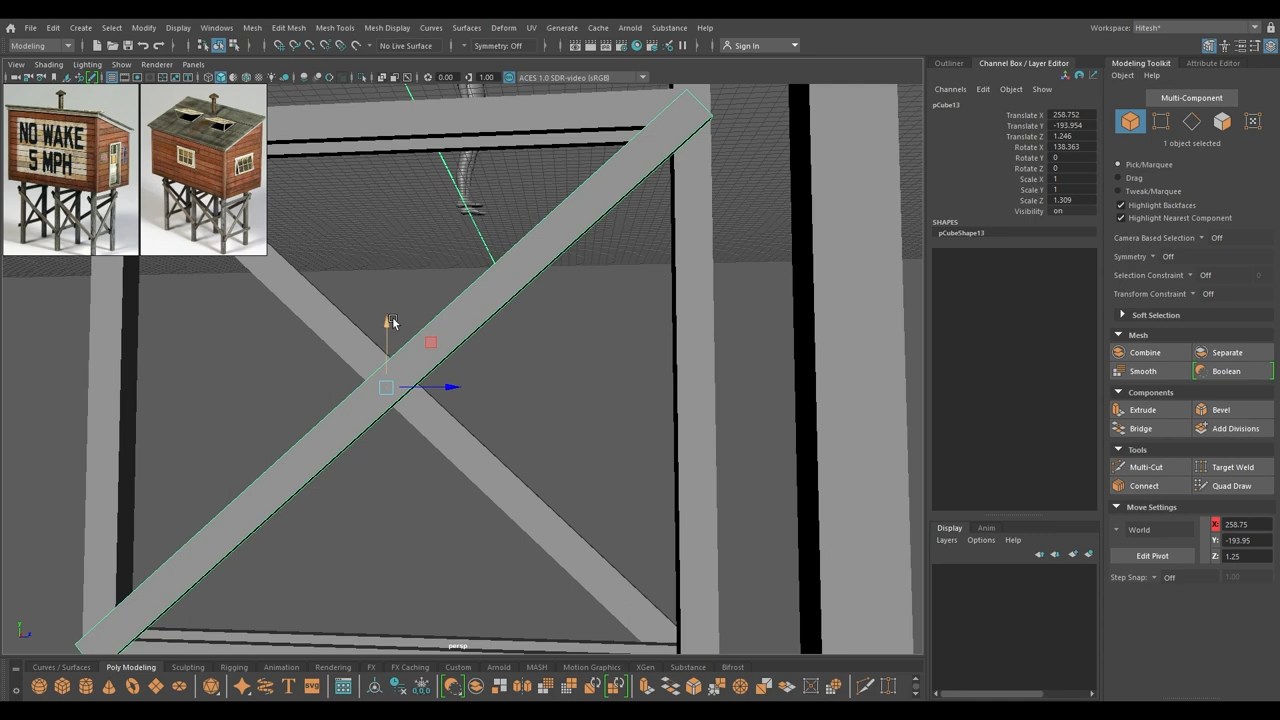 File Edit Create Select Modify Display Windows Mesh Edit Mesh Mesh Tools Mesh Display Curves Surfaces Deform UV Generate Cache Arnold Substance Help Workspace: Hitesh*
Modeling No Live Surface Symmetry: Off Sign In
View Shading Lighting Show Renderer Panels
0.00 1.00 ACES 1.0 SDR-video (sRGB)
NO WAKE
5 MPH
persp
Outliner Channel Box / Layer Editor
Channels Edit Object Show
pCube13
Translate X 258.752
Translate Y -193.954
Translate Z 1.246
Rotate X 138.363
Rotate Y 0
Rotate Z 0
Scale X 1
Scale Y 1
Scale Z 1.309
Visibility on
SHAPES
pCubeShape13
Display Anim
Layers Options Help
Modeling Toolkit Attribute Editor
Object Help
Multi-Component
1 object selected
Pick/Marquee
Drag
Tweak/Marquee
Highlight Backfaces
Highlight Nearest Component
Camera Based Selection Off
Symmetry Off
Selection Constraint Off 0
Transform Constraint Off
Soft Selection
Mesh
Combine Separate
Smooth Boolean
Components
Extrude Bevel
Bridge Add Divisions
Tools
Multi-Cut Target Weld
Connect Quad Draw
Move Settings
World X: 258.75
Y: -193.95
Edit Pivot Z: 1.25
Step Snap: Off 1.00
Curves / Surfaces Poly Modeling Sculpting Rigging Animation Rendering FX FX Caching Custom Arnold MASH Motion Graphics XGen Substance Bifrost